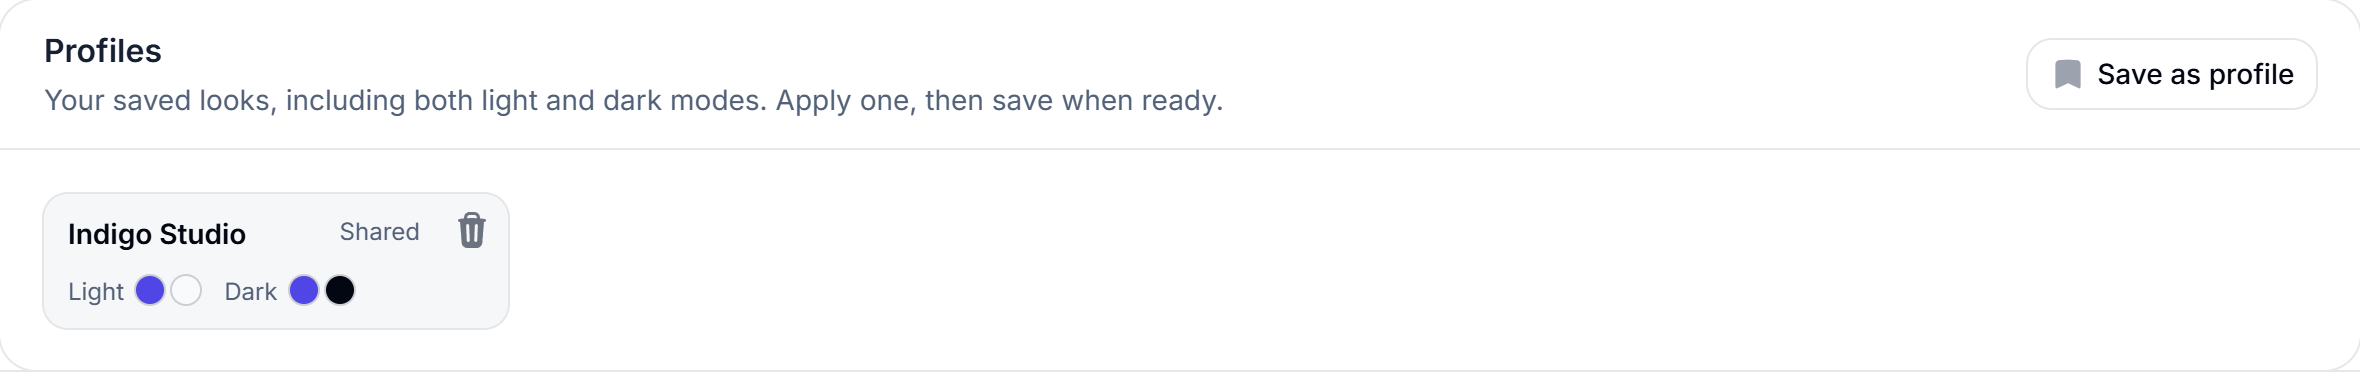 Profiles
Your saved looks, including both light and dark modes. Apply one, then save when ready.
Save as profile
Indigo Studio
Shared
Light
Dark